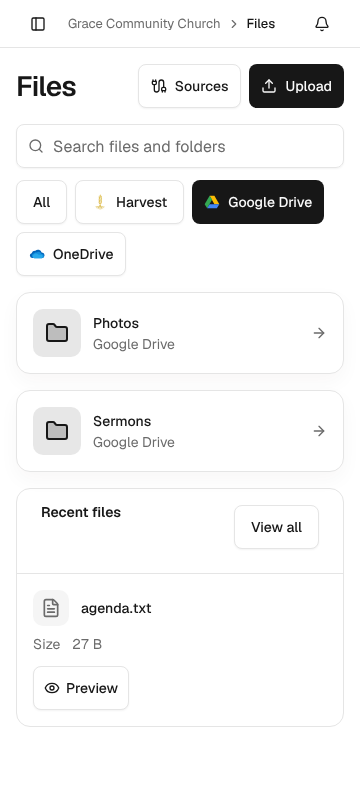 Grace Community Church > Files
Files
Sources
Upload
Search files and folders
All
Harvest
Google Drive
OneDrive
Photos
Google Drive
Sermons
Google Drive
Recent files
View all
agenda.txt
Size 27 B
Preview